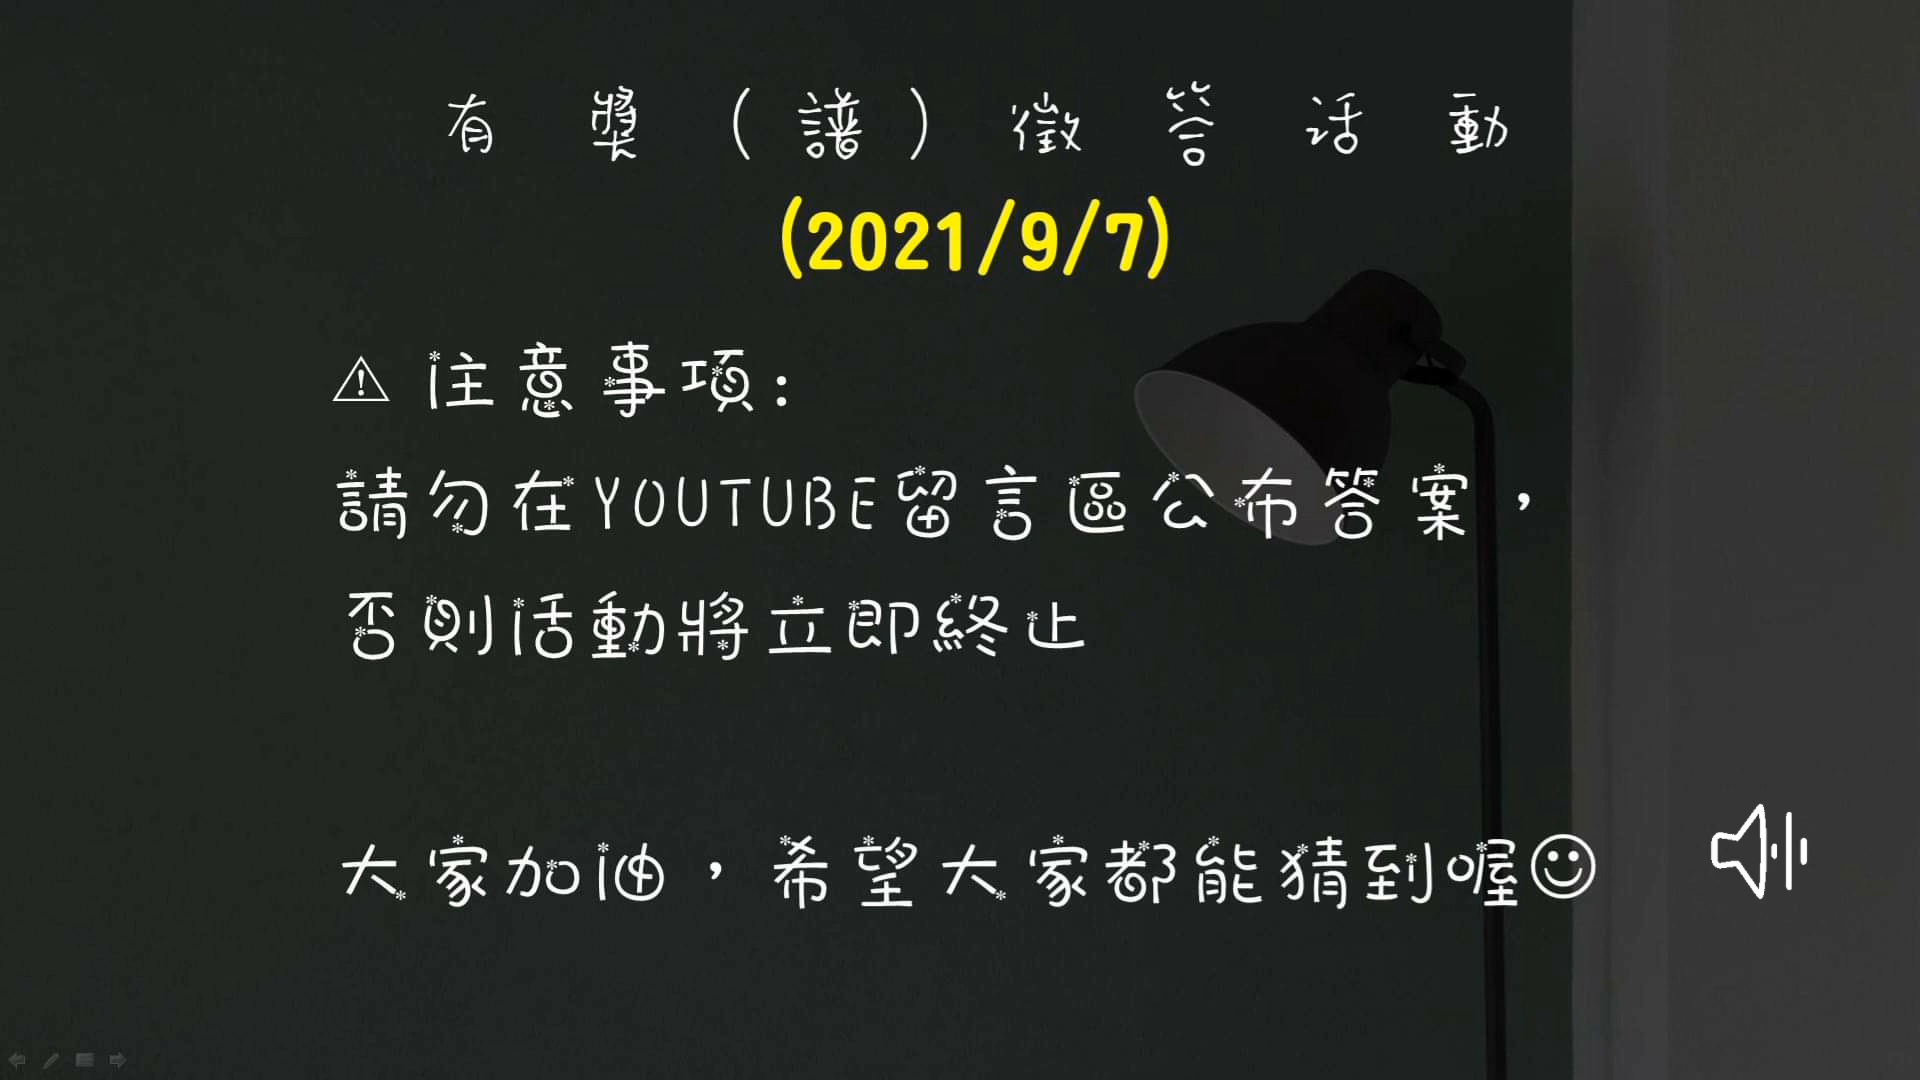 有獎(譜)徵答活動
(2021/9/7)
⚠注意事項:
請勿在YOUTUBE留言區公布答案，
否則活動將立即終止
大家加油，希望大家都能猜到喔☺